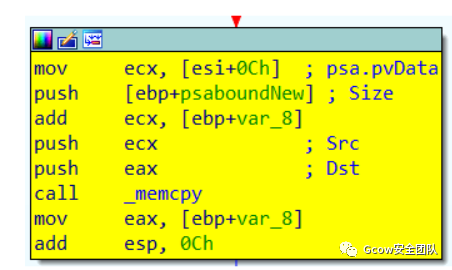 mov ecx, [esi+0Ch] ; psa.pvData
push [ebp+psaboundNew] ; Size
add ecx, [ebp+var_8]
push ecx ; Src
push eax ; Dst
call _memcpy
mov eax, [ebp+var_8]
add esp, 0Ch
Gcow安全团队